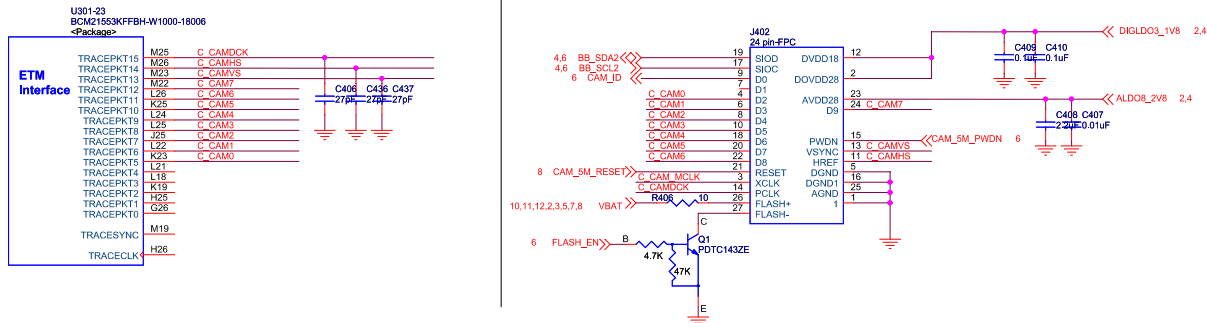 U301-23
BCM21553KFFBH-W1000-18006
<Package>
ETM
Interface
TRACEPKT15 M25 C_CAMDCK
TRACEPKT14 M26 C_CAMHS
TRACEPKT13 M23 C_CAMVS
TRACEPKT12 M22 C_CAM7
TRACEPKT11 L26 C_CAM6
TRACEPKT10 K25 C_CAM5
TRACEPKT9 L24 C_CAM4
TRACEPKT8 L25 C_CAM3
TRACEPKT7 J25 C_CAM2
TRACEPKT6 L22 C_CAM1
TRACEPKT5 K23 C_CAM0
TRACEPKT4 L21
TRACEPKT3 L18
TRACEPKT2 K19
TRACEPKT1 H25
TRACEPKT0 G26
TRACESYNC M19
TRACECLK H26
C406 C436 C437
27pF 27pF 27pF
J402
24 pin-FPC
4,6 BB_SDA2 19 SIOD
4,6 BB_SCL2 17 SIOC
6 CAM_ID 9 D0
7 D1
C_CAM0 4 D2
C_CAM1 6 D3
C_CAM2 8 D4
C_CAM3 10 D5
C_CAM4 18 D6
C_CAM5 20 D7
C_CAM6 22 D8
8 CAM_5M_RESET 21 RESET
C_CAM_MCLK 3 XCLK
C_CAMDCK 14 PCLK
10,11,12,2,3,5,7,8 VBAT R406 10 26 FLASH+
27 FLASH-
DVDD18 12
DOVDD28 2
AVDD28 23
D9 24 C_CAM7
PWDN 15 CAM_5M_PWDN 6
VSYNC 13 C_CAMVS
HREF 11 C_CAMHS
DGND 5
DGND1 16
AGND 25
1 1
DIGLDO3_1V8 2,4
C409 C410
0.1uF 0.1uF
ALDO8_2V8 2,4
C408 C407
2.2uF 0.01uF
6 FLASH_EN B
4.7K
47K
C
Q1
PDTC143ZE
E